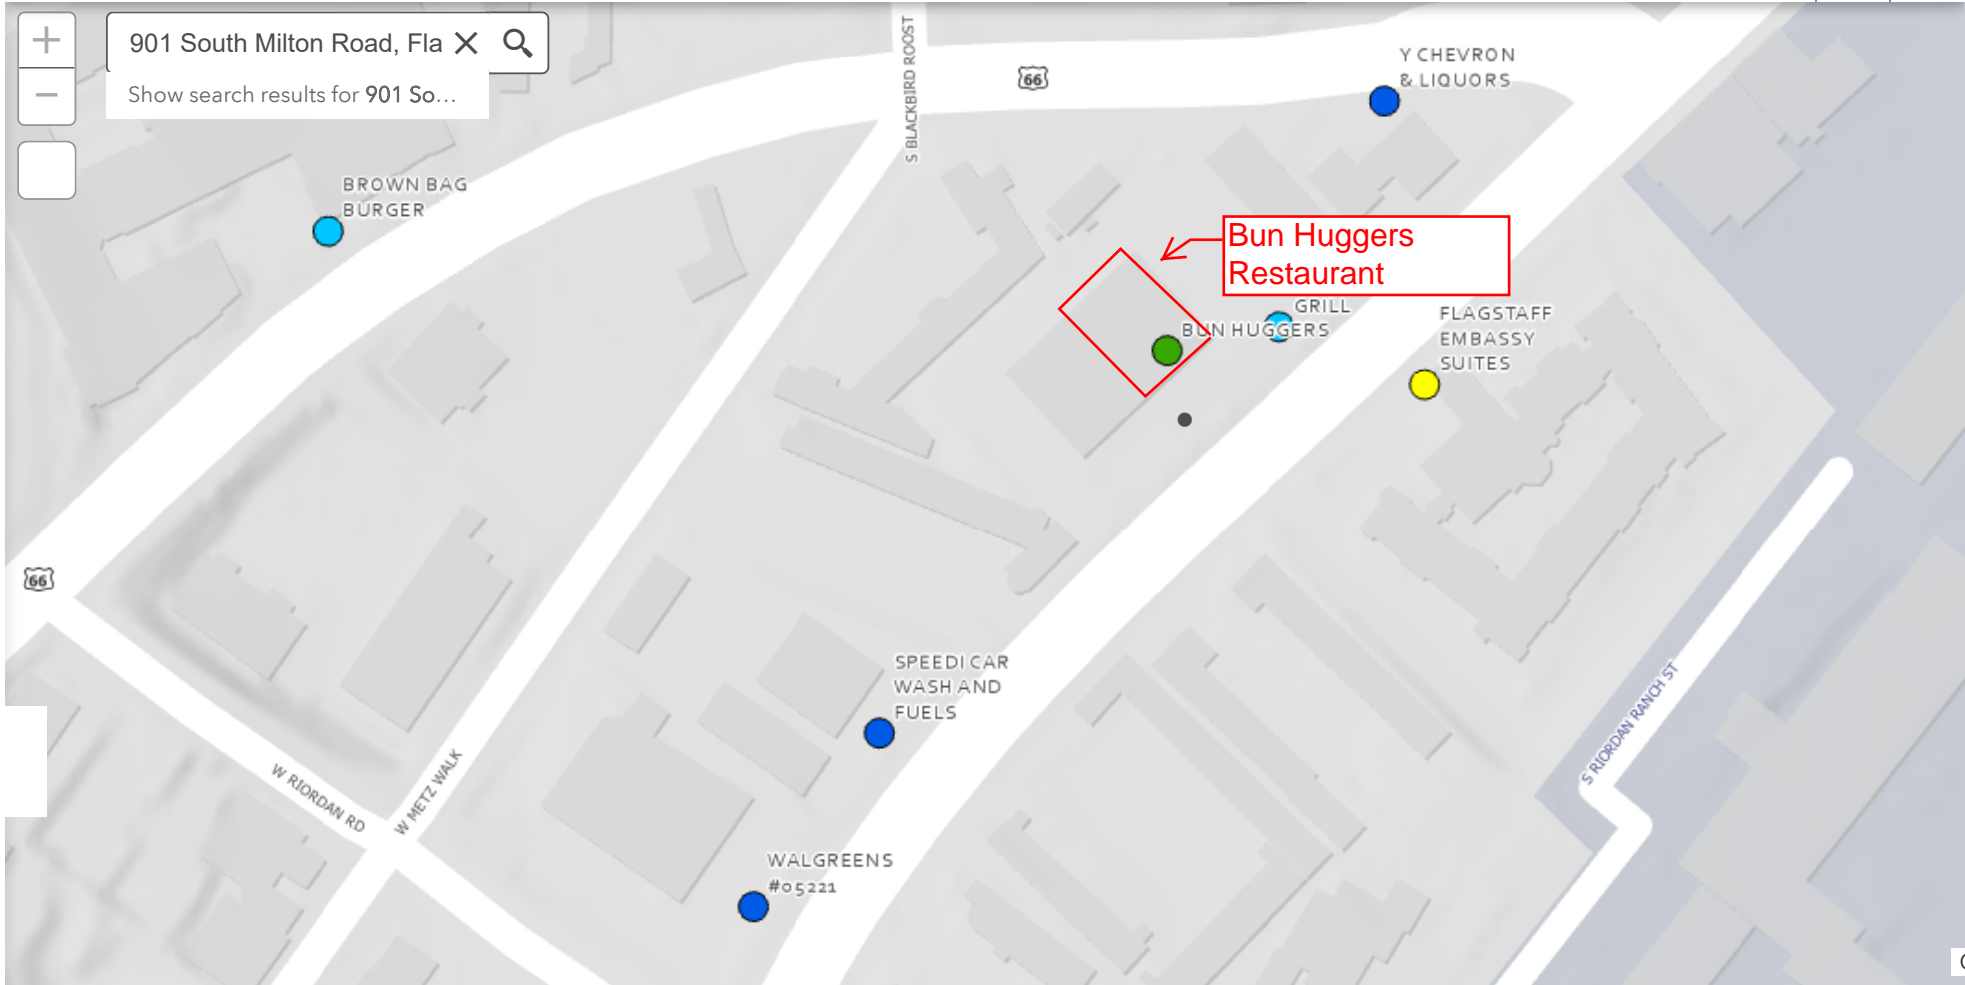 901 South Milton Road, Fla
Show search results for 901 So...
66
S BLACKBIRD ROOST
Y CHEVRON
& LIQUORS
BROWN BAG
BURGER
Bun Huggers
Restaurant
GRILL
BUN HUGGERS
FLAGSTAFF
EMBASSY
SUITES
66
SPEEDI CAR
WASH AND
FUELS
S RIORDAN RANCH ST
W RIORDAN RD
W METZ WALK
WALGREENS
#05221